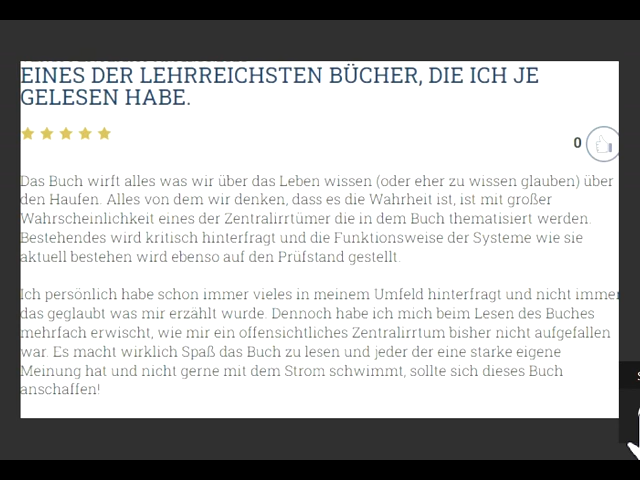 EINES DER LEHRREICHSTEN BÜCHER, DIE ICH JE
GELESEN HABE.
0
Das Buch wirft alles was wir über das Leben wissen (oder eher zu wissen glauben) über
den Haufen. Alles von dem wir denken, dass es die Wahrheit ist, ist mit großer
Wahrscheinlichkeit eines der Zentralirrtümer die in dem Buch thematisiert werden.
Bestehendes wird kritisch hinterfragt und die Funktionsweise der Systeme wie sie
aktuell bestehen wird ebenso auf den Prüfstand gestellt.
Ich persönlich habe schon immer vieles in meinem Umfeld hinterfragt und nicht immer
das geglaubt was mir erzählt wurde. Dennoch habe ich mich beim Lesen des Buches
mehrfach erwischt, wie mir ein offensichtliches Zentralirrtum bisher nicht aufgefallen
war. Es macht wirklich Spaß das Buch zu lesen und jeder der eine starke eigene
Meinung hat und nicht gerne mit dem Strom schwimmt, sollte sich dieses Buch
anschaffen!